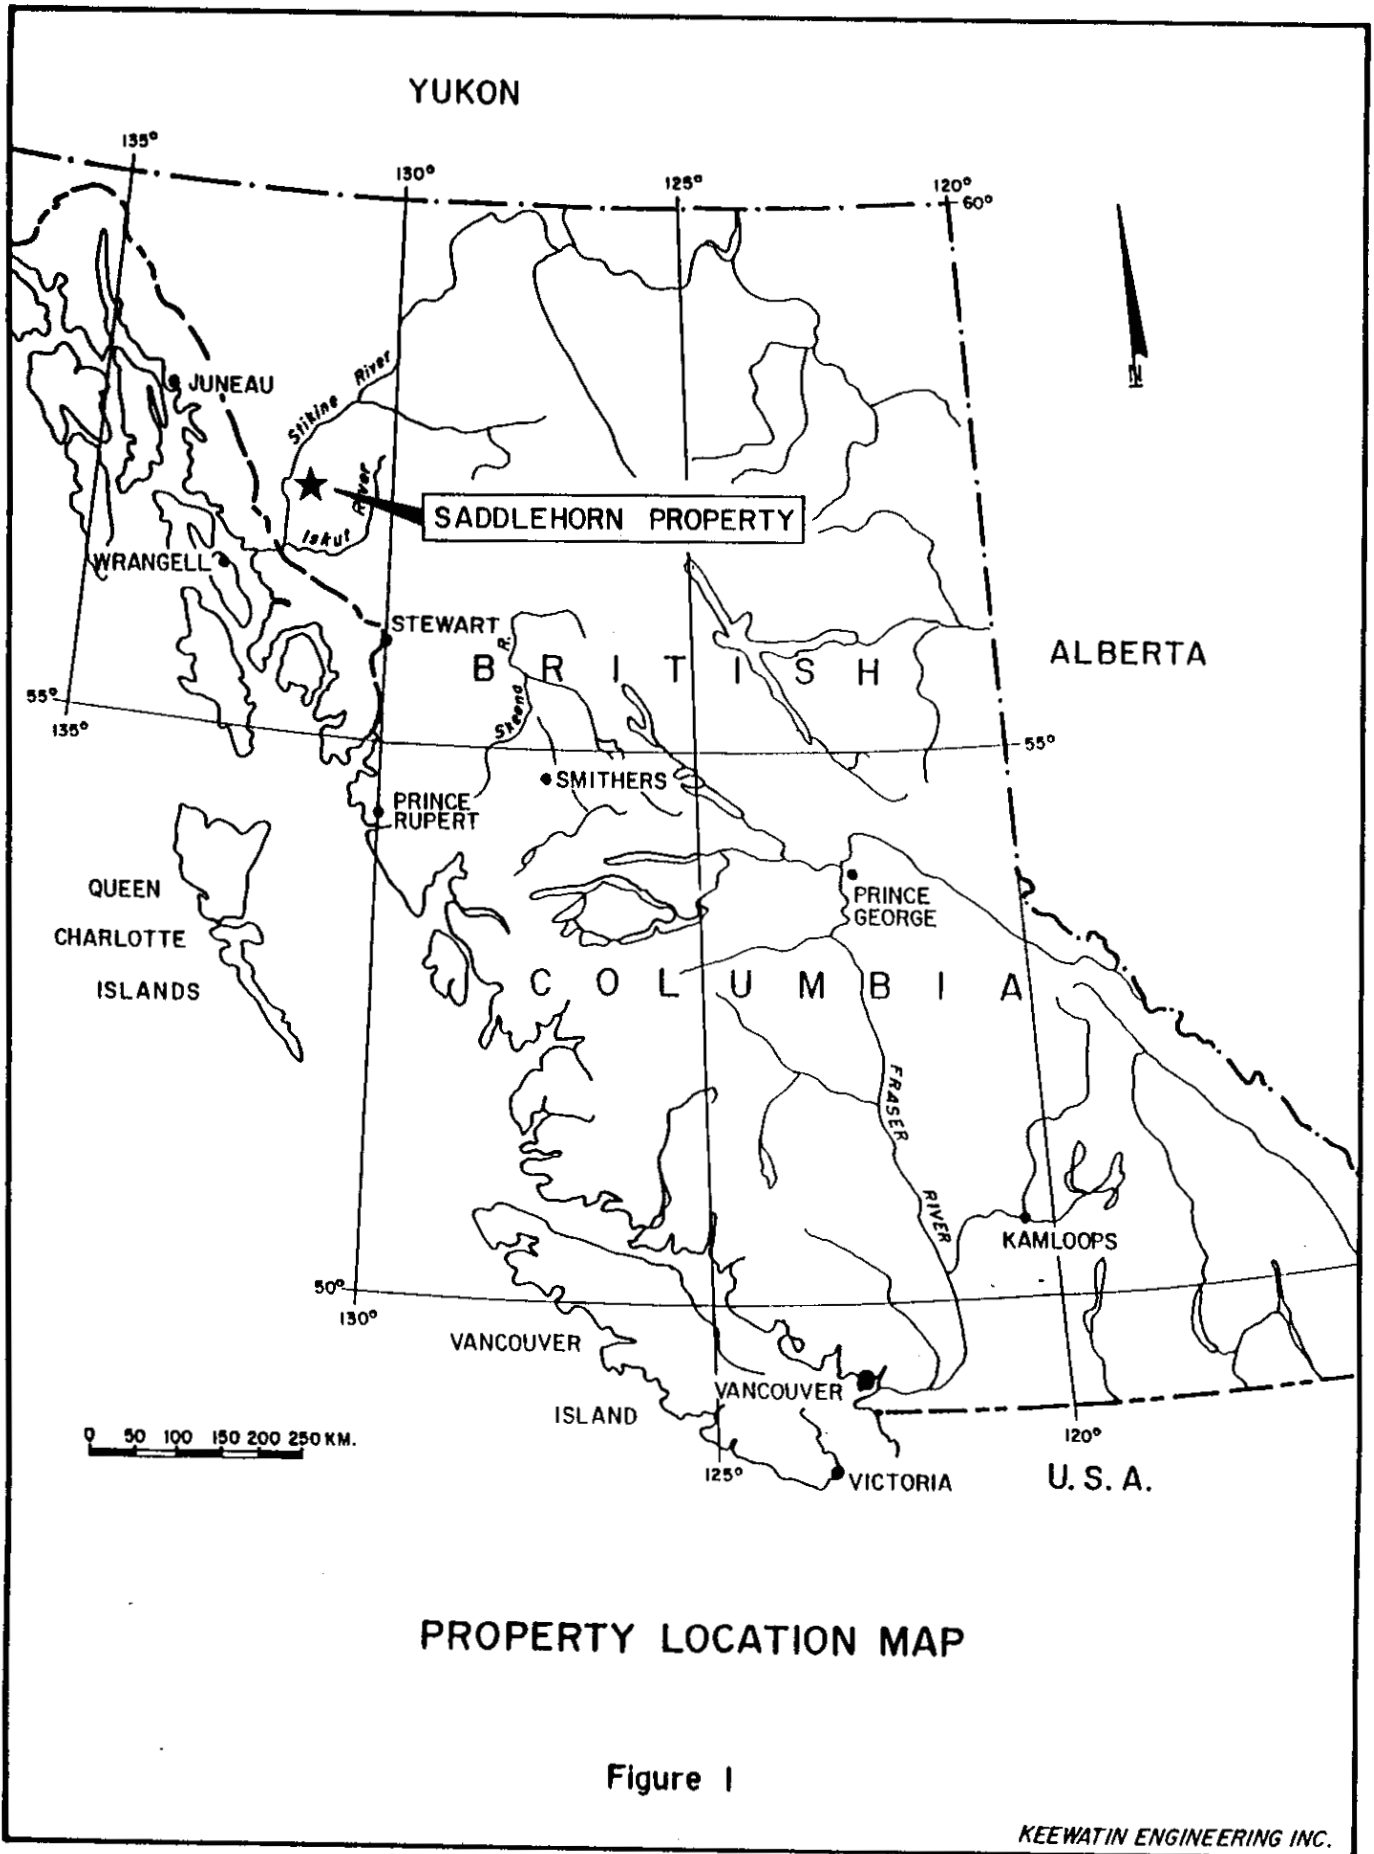 YUKON
135°
130°
125°
120°
60°
JUNEAU
Stikine River
Iskut River
SADDLEHORN PROPERTY
N
WRANGELL
STEWART
BRITISH
ALBERTA
Skeena R.
55°
135°
55°
SMITHERS
PRINCE
RUPERT
QUEEN
CHARLOTTE
ISLANDS
PRINCE
GEORGE
COLUMBIA
FRASER RIVER
KAMLOOPS
50°
130°
VANCOUVER
ISLAND
VANCOUVER
0 50 100 150 200 250 KM.
125°
VICTORIA
120°
U.S.A.
PROPERTY LOCATION MAP
Figure 1
KEEWATIN ENGINEERING INC.